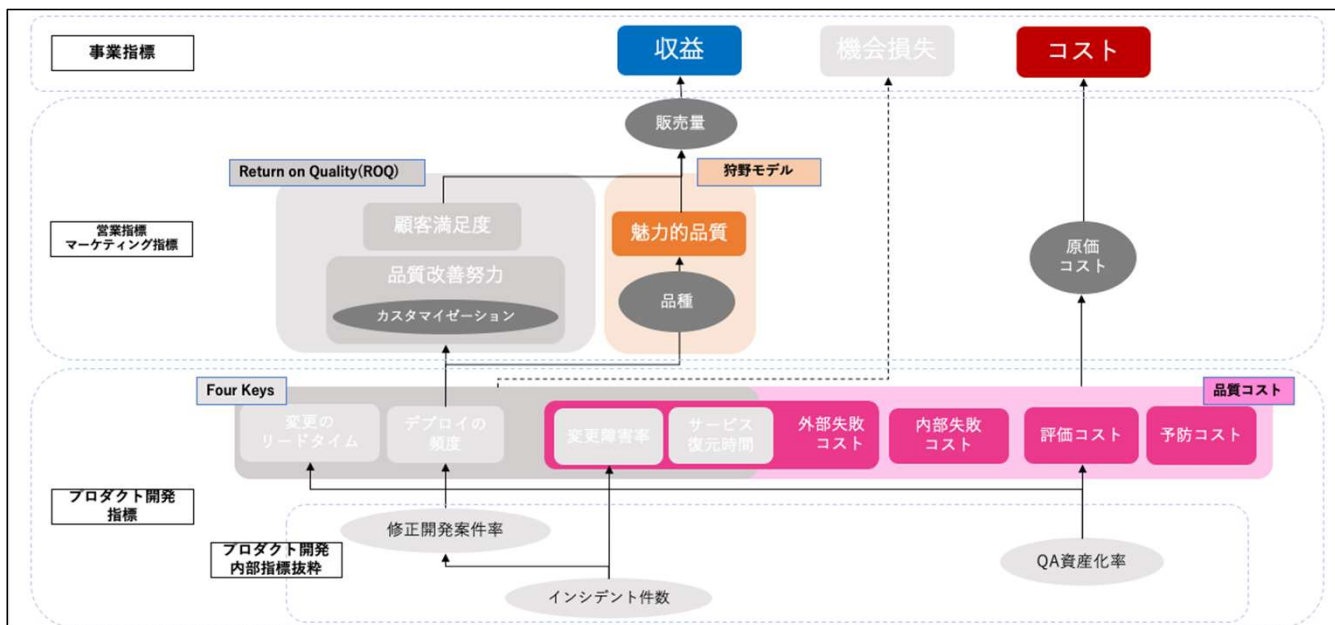 事業指標
収益
機会損失
コスト
販売量
Return on Quality(ROQ)
狩野モデル
営業指標
マーケティング指標
顧客満足度
魅力的品質
原価
コスト
品質改善努力
カスタマイゼーション
品種
Four Keys
品質コスト
変更の
リードタイム
デプロイの
頻度
変更障害率
サービス
復元時間
外部失敗
コスト
内部失敗
コスト
評価コスト
予防コスト
プロダクト開発
指標
修正開発案件率
プロダクト開発
内部指標抜粋
QA資産化率
インシデント件数